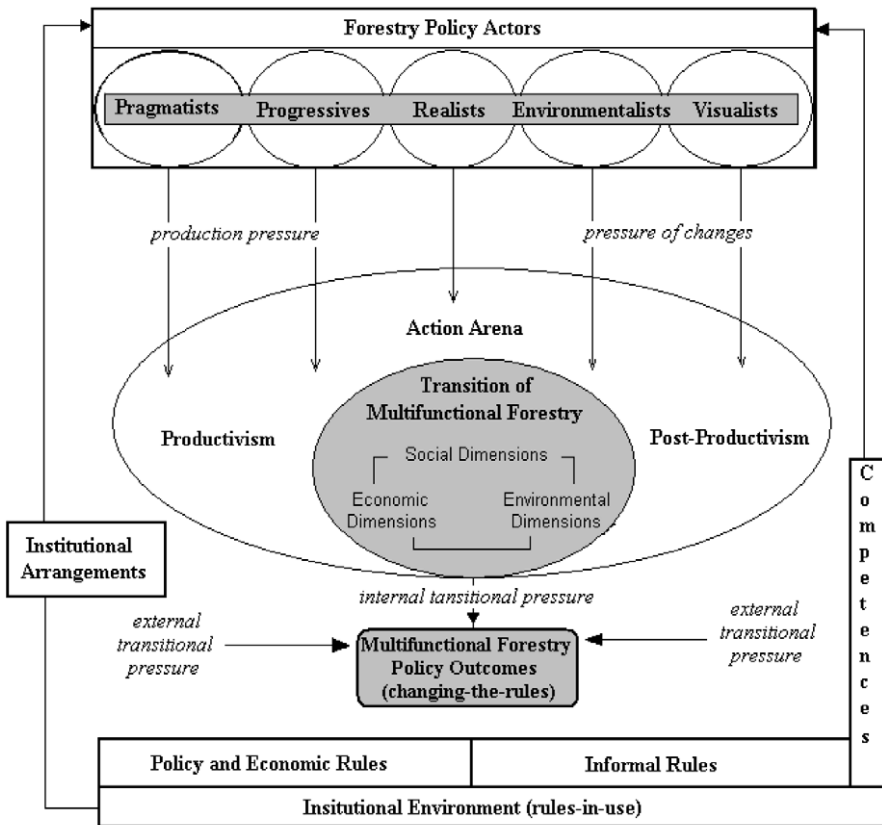 Forestry Policy Actors
Pragmatists Progressives Realists Environmentalists Visualists
production pressure
pressure of changes
Action Arena
Transition of
Multifunctional Forestry
Productivism
Post-Productivism
Social Dimensions
Economic
Dimensions
Environmental
Dimensions
Competences
Institutional
Arrangements
internal tansitional pressure
external
transitional
pressure
external
transitional
pressure
Multifunctional Forestry
Policy Outcomes
(changing-the-rules)
Policy and Economic Rules
Informal Rules
Insitutional Environment (rules-in-use)